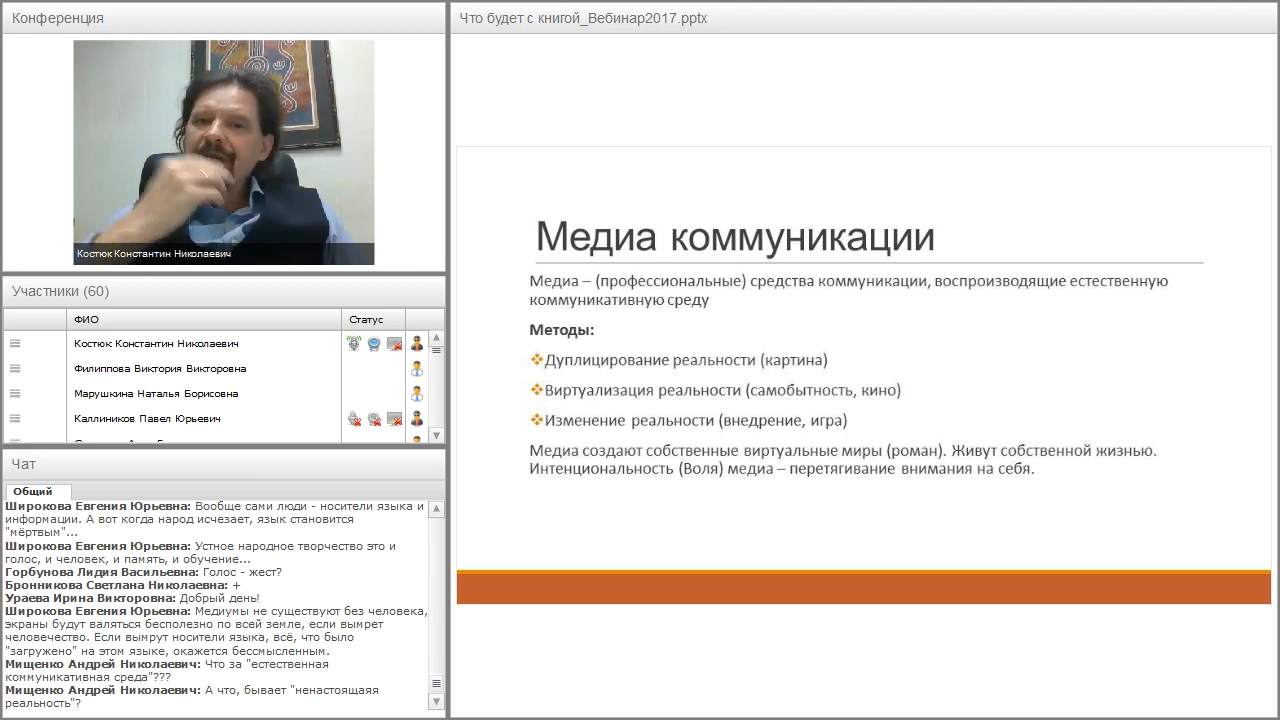 Конференция
Костюк Константин Николаевич
Участники (60)
ФИО
Статус
Костюк Константин Николаевич
Филиппова Виктория Викторовна
Марушкина Наталья Борисовна
Каллиников Павел Юрьевич
Чат
Общий
Широкова Евгения Юрьевна: Вообще сами люди - носители языка и
информации. А вот когда народ исчезает, язык становится
"мёртвым"...
Широкова Евгения Юрьевна: Устное народное творчество это и
голос, и человек, и память, и обучение...
Горбунова Лидия Васильевна: Голос - жест?
Бронникова Светлана Николаевна: +
Ураева Ирина Викторовна: Добрый день!
Широкова Евгения Юрьевна: Медиумы не существуют без человека,
экраны будут валяться бесполезно по всей земле, если вымрет
человечество. Если вымрут носители языка, всё, что было
"загружено" на этом языке, окажется бессмысленным.
Мищенко Андрей Николаевич: Что за "естественная
коммуникативная среда"???
Мищенко Андрей Николаевич: А что, бывает "ненастощаяя
реальность"?
Что будет с книгой_Вебинар2017.pptx
Медиа коммуникации
Медиа – (профессиональные) средства коммуникации, воспроизводящие естественную
коммуникативную среду
Методы:
Дуплицирование реальности (картина)
Виртуализация реальности (самобытность, кино)
Изменение реальности (внедрение, игра)
Медиа создают собственные виртуальные миры (роман). Живут собственной жизнью.
Интенциональность (Воля) медиа – перетягивание внимания на себя.